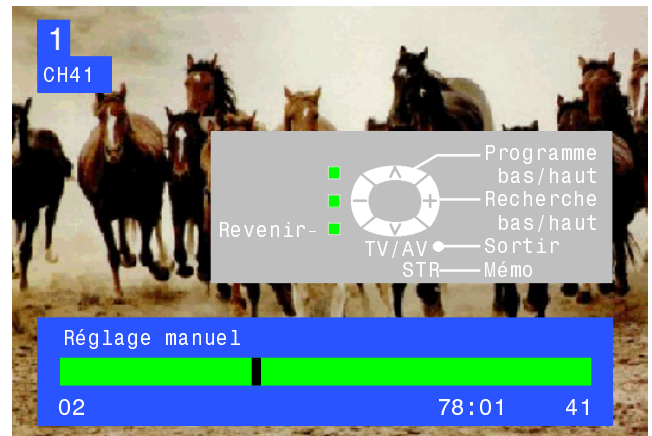 1
CH41
Programme
bas/haut
Recherche
bas/haut
Revenir-
TV/AV Sortir
STR Mémo
Réglage manuel
02 78:01 41